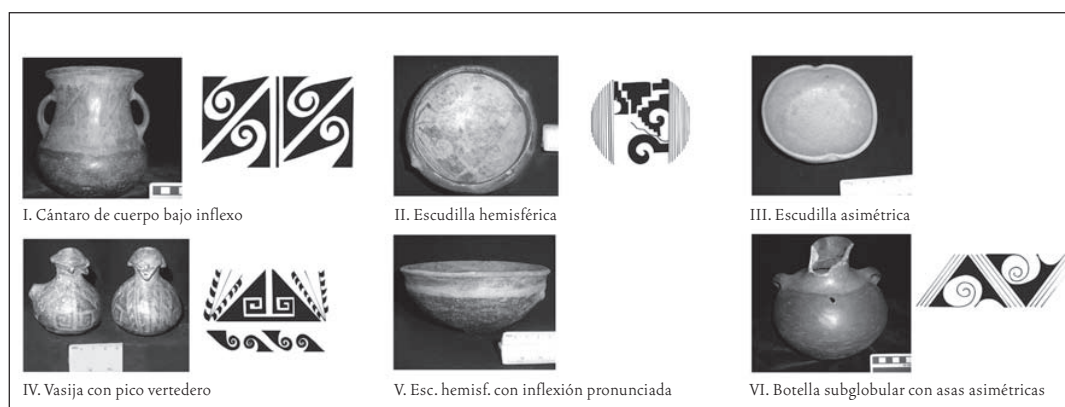 I. Cántaro de cuerpo bajo inflexo
II. Escudilla hemisférica
III. Escudilla asimétrica
IV. Vasija con pico vertedero
V. Esc. hemisf. con inflexión pronunciada
VI. Botella subglobular con asas asimétricas